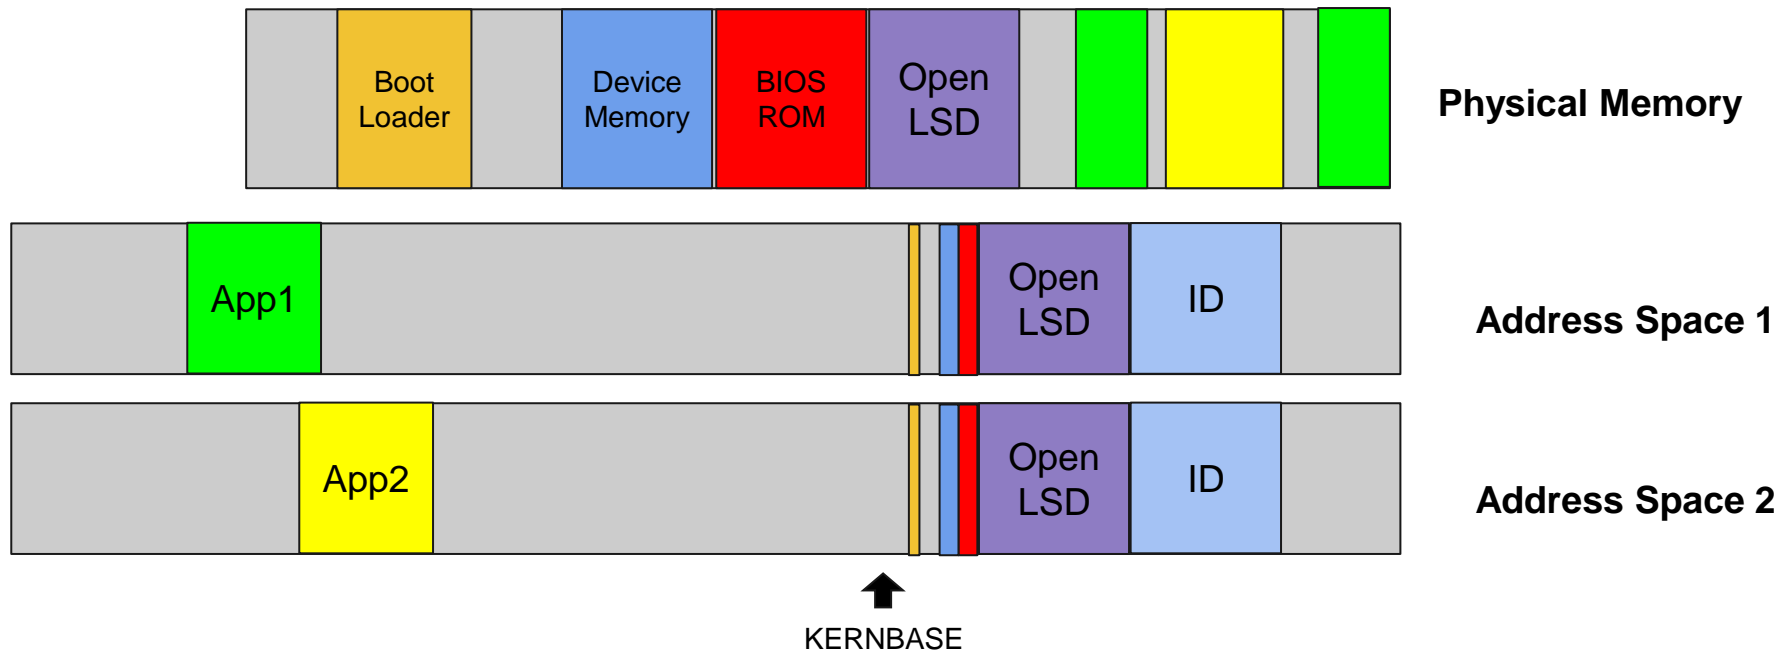 Boot
Loader
Device
Memory
BIOS
ROM
Open
LSD
Physical Memory
App1
Open
LSD
ID
Address Space 1
App2
Open
LSD
ID
Address Space 2
KERNBASE